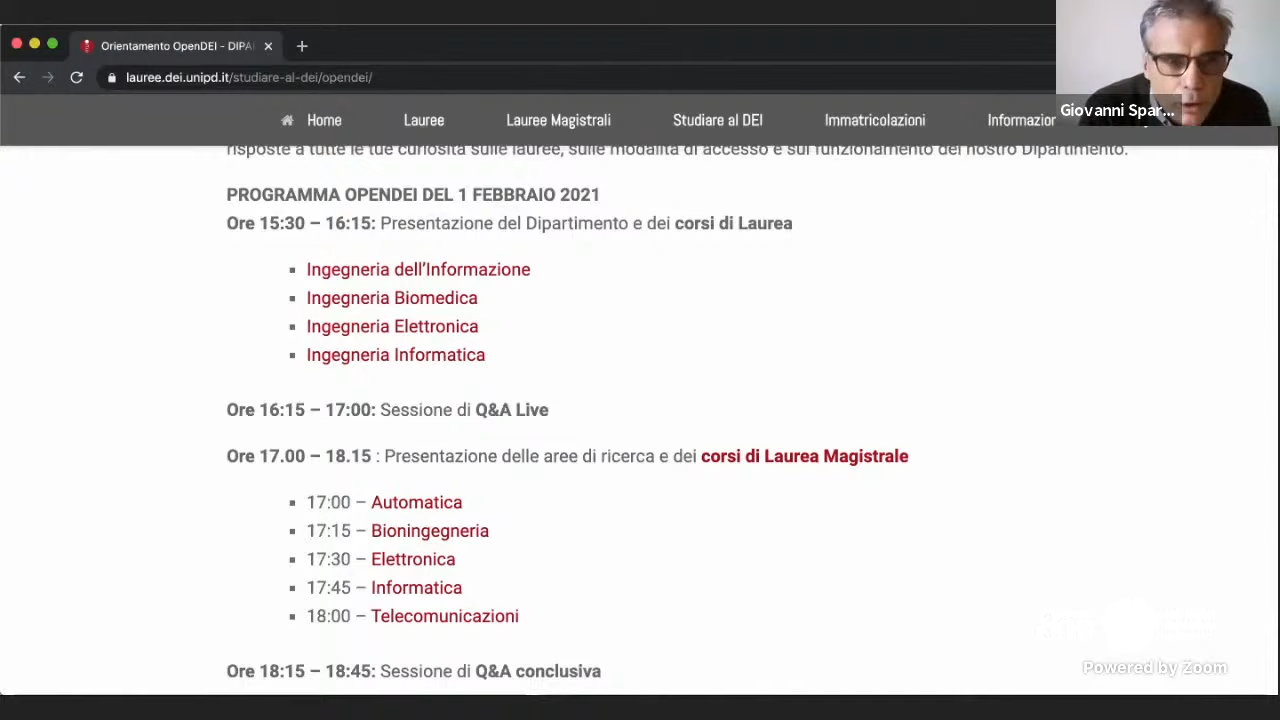 Orientamento OpenDEI - DIPA
lauree.dei.unipd.it/studiare-al-dei/opendei/
Giovanni Spar...
Home Lauree Lauree Magistrali Studiare al DEI Immatricolazioni Informazion
risposte a tutte le tue curiosità sulle lauree, sulle modalità di accesso e sul funzionamento del nostro Dipartimento.
PROGRAMMA OPENDEI DEL 1 FEBBRAIO 2021
Ore 15:30 – 16:15: Presentazione del Dipartimento e dei corsi di Laurea
Ingegneria dell'Informazione
Ingegneria Biomedica
Ingegneria Elettronica
Ingegneria Informatica
Ore 16:15 – 17:00: Sessione di Q&A Live
Ore 17.00 – 18.15 : Presentazione delle aree di ricerca e dei corsi di Laurea Magistrale
17:00 – Automatica
17:15 – Bioningegneria
17:30 – Elettronica
17:45 – Informatica
18:00 – Telecomunicazioni
Ore 18:15 – 18:45: Sessione di Q&A conclusiva
Powered by Zoom